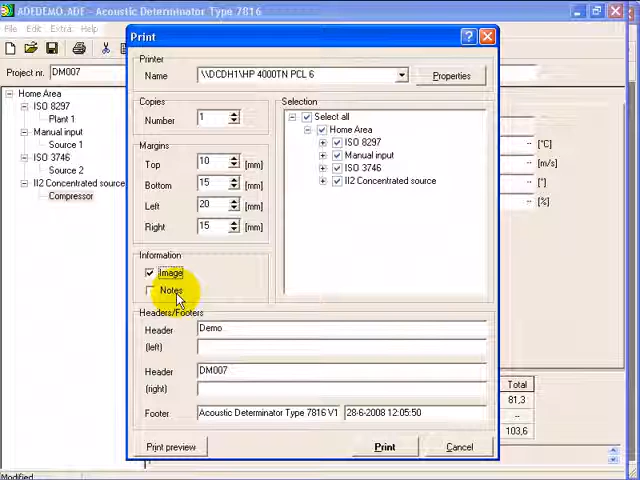 ADEDEMO.ADE - Acoustic Determinator Type 7816
File Edit Extra Help
Project nr. DM007
Home Area
ISO 8297
Plant 1
Manual input
Source 1
ISO 3746
Source 2
II2 Concentrated source
Compressor
Print
Printer
Name \\DCDH1\HP 4000TN PCL 6 Properties
Copies
Number 1
Margins
Top 10 [mm]
Bottom 15 [mm]
Left 20 [mm]
Right 15 [mm]
Selection
Select all
Home Area
ISO 8297
Manual input
ISO 3746
II2 Concentrated source
Information
Image
Notes
Headers/Footers
Header Demo
(left)
Header DM007
(right)
Footer Acoustic Determinator Type 7816 V1 28-6-2008 12:05:50
Print preview Print Cancel
-- [°C]
-- [m/s]
-- [°]
-- [%]
Total
81,3
--
103,6
Modified